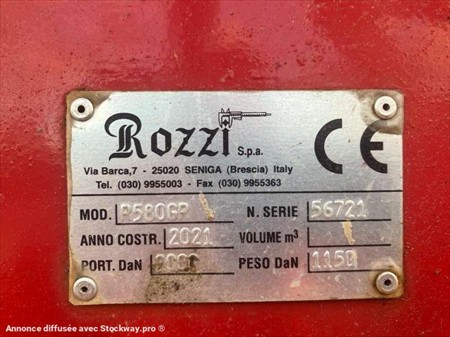 Rozzi S.p.a. CE
Via Barca,7 - 25020 SENIGA (Brescia) Italy
Tel. (030) 9955003 - Fax (030) 9955363
MOD. R580GP N. SERIE 56721
ANNO COSTR. 2021 VOLUME m³
PORT. DaN PESO DaN 1150
Annonce diffusée avec Stockway.pro ®